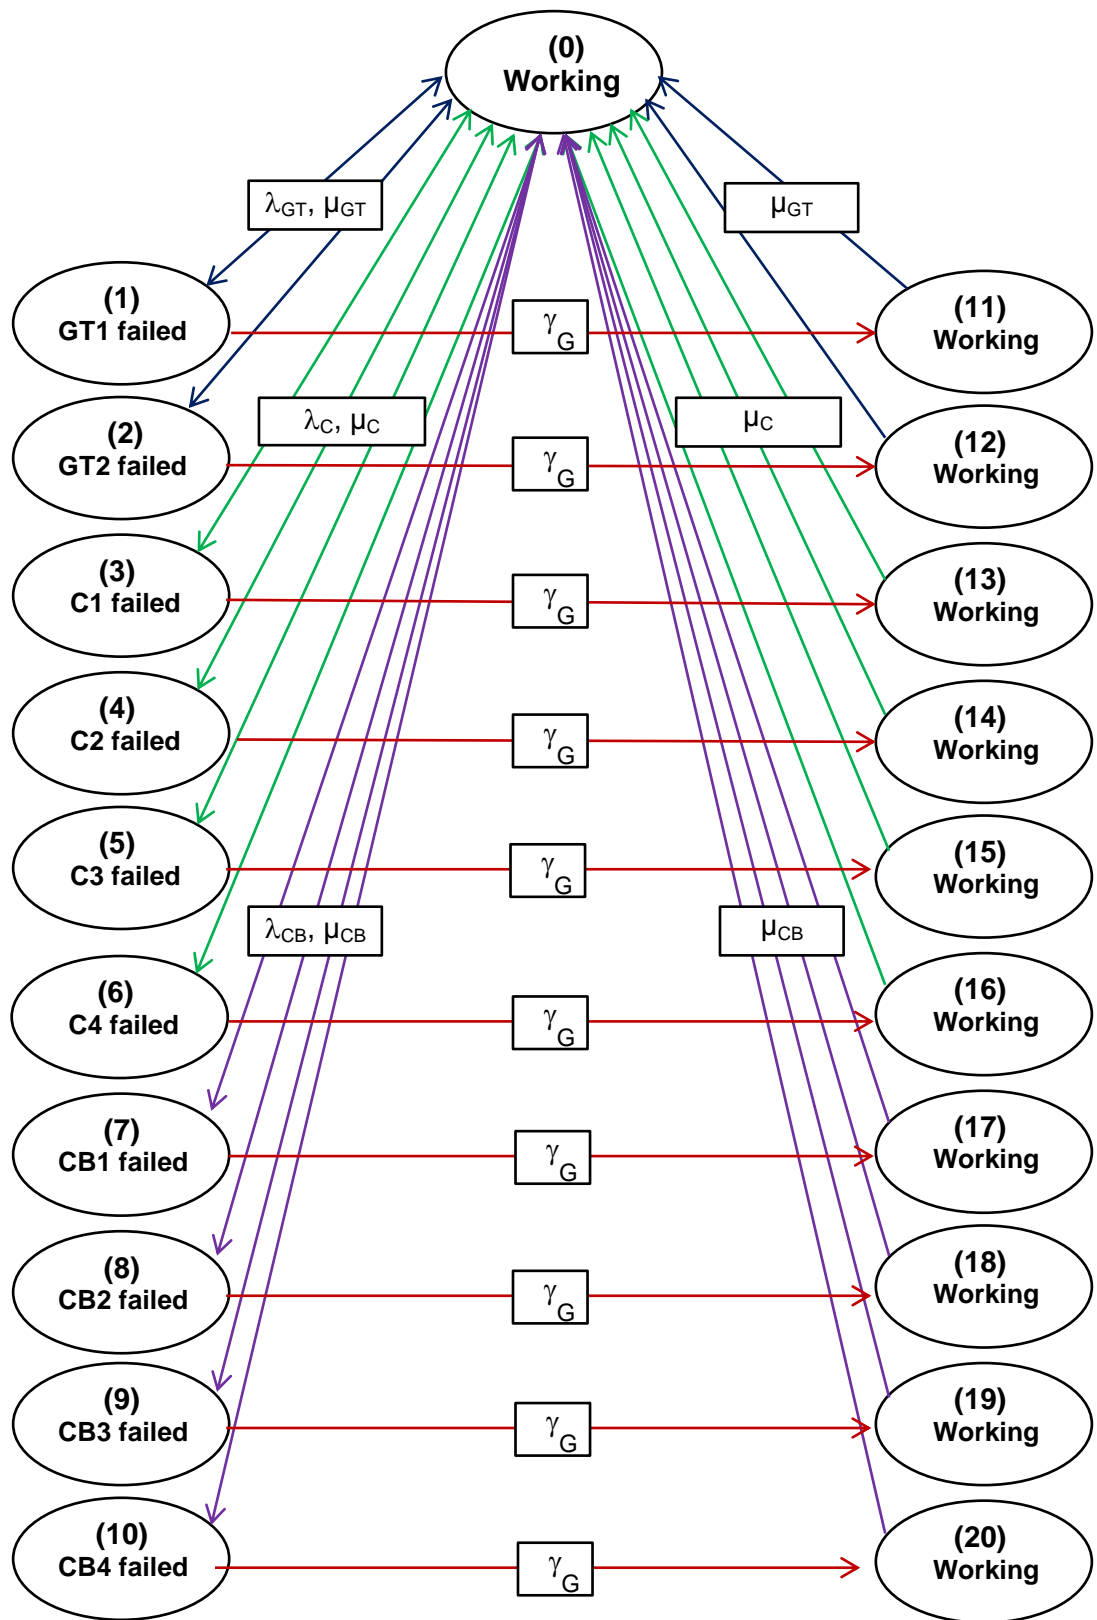 (0)
Working
λGT, µGT
µGT
(1)
GT1 failed
γG
(11)
Working
(2)
GT2 failed
λC, µC
γG
µC
(12)
Working
(3)
C1 failed
γG
(13)
Working
(4)
C2 failed
γG
(14)
Working
(5)
C3 failed
γG
(15)
Working
λCB, µCB
µCB
(6)
C4 failed
γG
(16)
Working
(7)
CB1 failed
γG
(17)
Working
(8)
CB2 failed
γG
(18)
Working
(9)
CB3 failed
γG
(19)
Working
(10)
CB4 failed
γG
(20)
Working